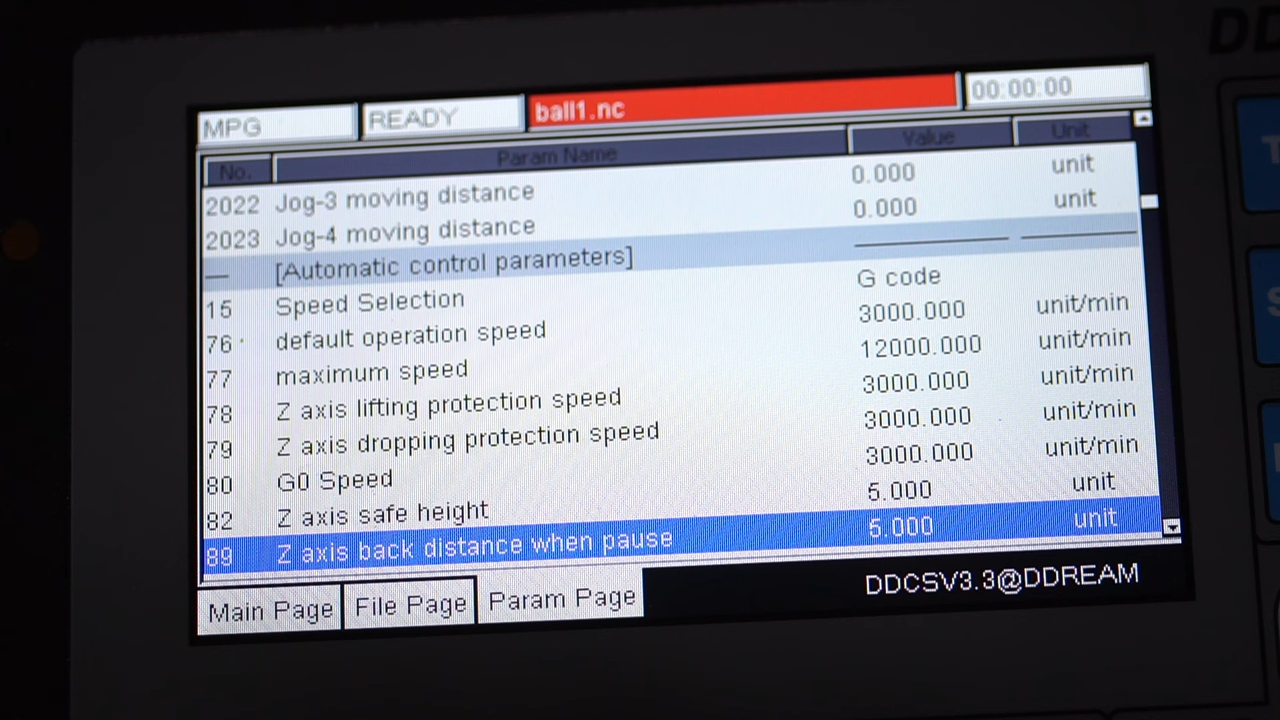 DD
MPG READY ball1.nc 00:00:00
No. Param Name Value Unit
2022 Jog-3 moving distance 0.000 unit
2023 Jog-4 moving distance 0.000 unit
— [Automatic control parameters]
15 Speed Selection G code
76 default operation speed 3000.000 unit/min
77 maximum speed 12000.000 unit/min
78 Z axis lifting protection speed 3000.000 unit/min
79 Z axis dropping protection speed 3000.000 unit/min
80 G0 Speed 3000.000 unit/min
82 Z axis safe height 5.000 unit
89 Z axis back distance when pause 5.000 unit
Main Page File Page Param Page DDCSV3.3@DDREAM